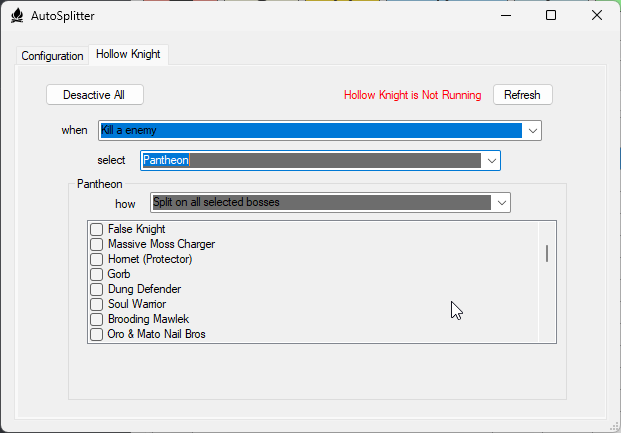 AutoSplitter
Configuration
Hollow Knight
Desactive All
Hollow Knight is Not Running
Refresh
when
Kill a enemy
select
Pantheon
Pantheon
how
Split on all selected bosses
False Knight
Massive Moss Charger
Hornet (Protector)
Gorb
Dung Defender
Soul Warrior
Brooding Mawlek
Oro & Mato Nail Bros